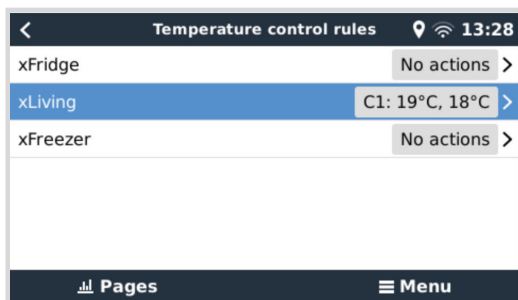 Temperature control rules 13:28
xFridge No actions
xLiving C1: 19°C, 18°C
xFreezer No actions
Pages Menu